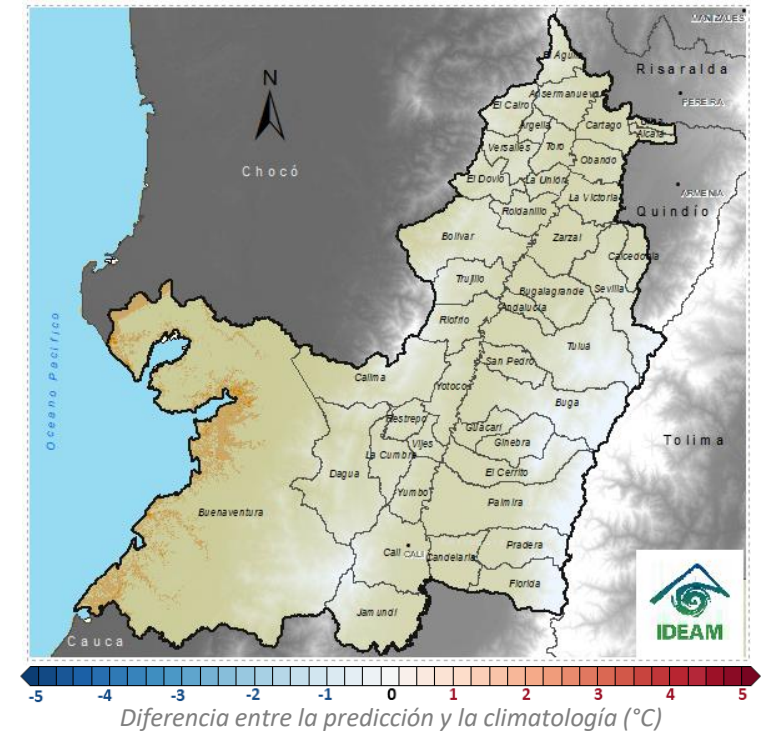 MANIZALES
N
El Aguila
Risaralda
Ansermanuevo
PEREIRA
El Cairo
Argelia
Cartago
Alcalá
Versalles
Toro
Obando
Chocó
El Dovio
La Unión
ARMENIA
La Victoria
Roldanillo
Quindío
Bolívar
Zarzal
Caicedonia
Trujillo
Bugalagrande
Sevilla
Andalucía
Riofrío
Oceano Pacífico
Tuluá
San Pedro
Calima
Yotoco
Buga
Restrepo
Guacarí
Tolima
Vijes
Ginebra
La Cumbre
Dagua
El Cerrito
Yumbo
Palmira
Buenaventura
Cali CALI
Candelaria
Pradera
Florida
Jamundí
Cauca
IDEAM
-5 -4 -3 -2 -1 0 1 2 3 4 5
Diferencia entre la predicción y la climatología (°C)